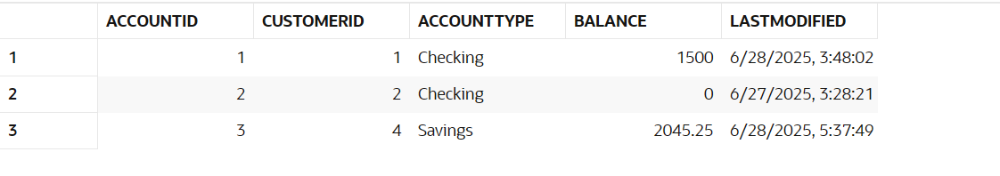 ACCOUNTID CUSTOMERID ACCOUNTTYPE BALANCE LASTMODIFIED
1 1 1 Checking 1500 6/28/2025, 3:48:02
2 2 2 Checking 0 6/27/2025, 3:28:21
3 3 4 Savings 2045.25 6/28/2025, 5:37:49